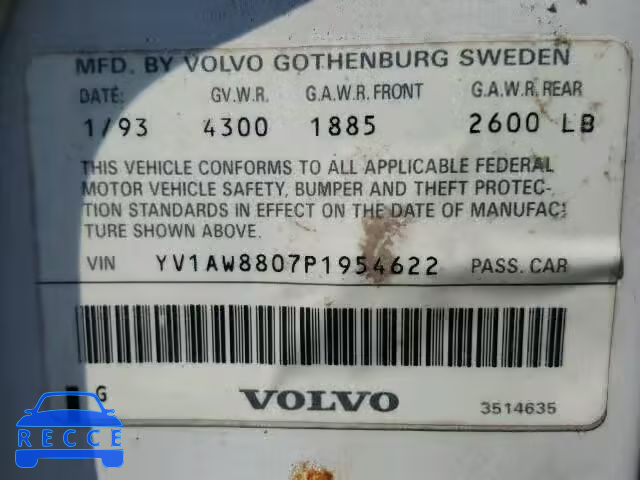 MFD. BY VOLVO GOTHENBURG SWEDEN
DATE: GV.W.R. G.A.W.R. FRONT G.A.W.R. REAR
1/93 4300 1885 2600 LB
THIS VEHICLE CONFORMS TO ALL APPLICABLE FEDERAL
MOTOR VEHICLE SAFETY, BUMPER AND THEFT PROTEC-
TION STANDARDS IN EFFECT ON THE DATE OF MANUFAC-
TURE SHOWN ABOVE.
VIN YV1AW8807P1954622 PASS. CAR
G VOLVO 3514635
RECCE